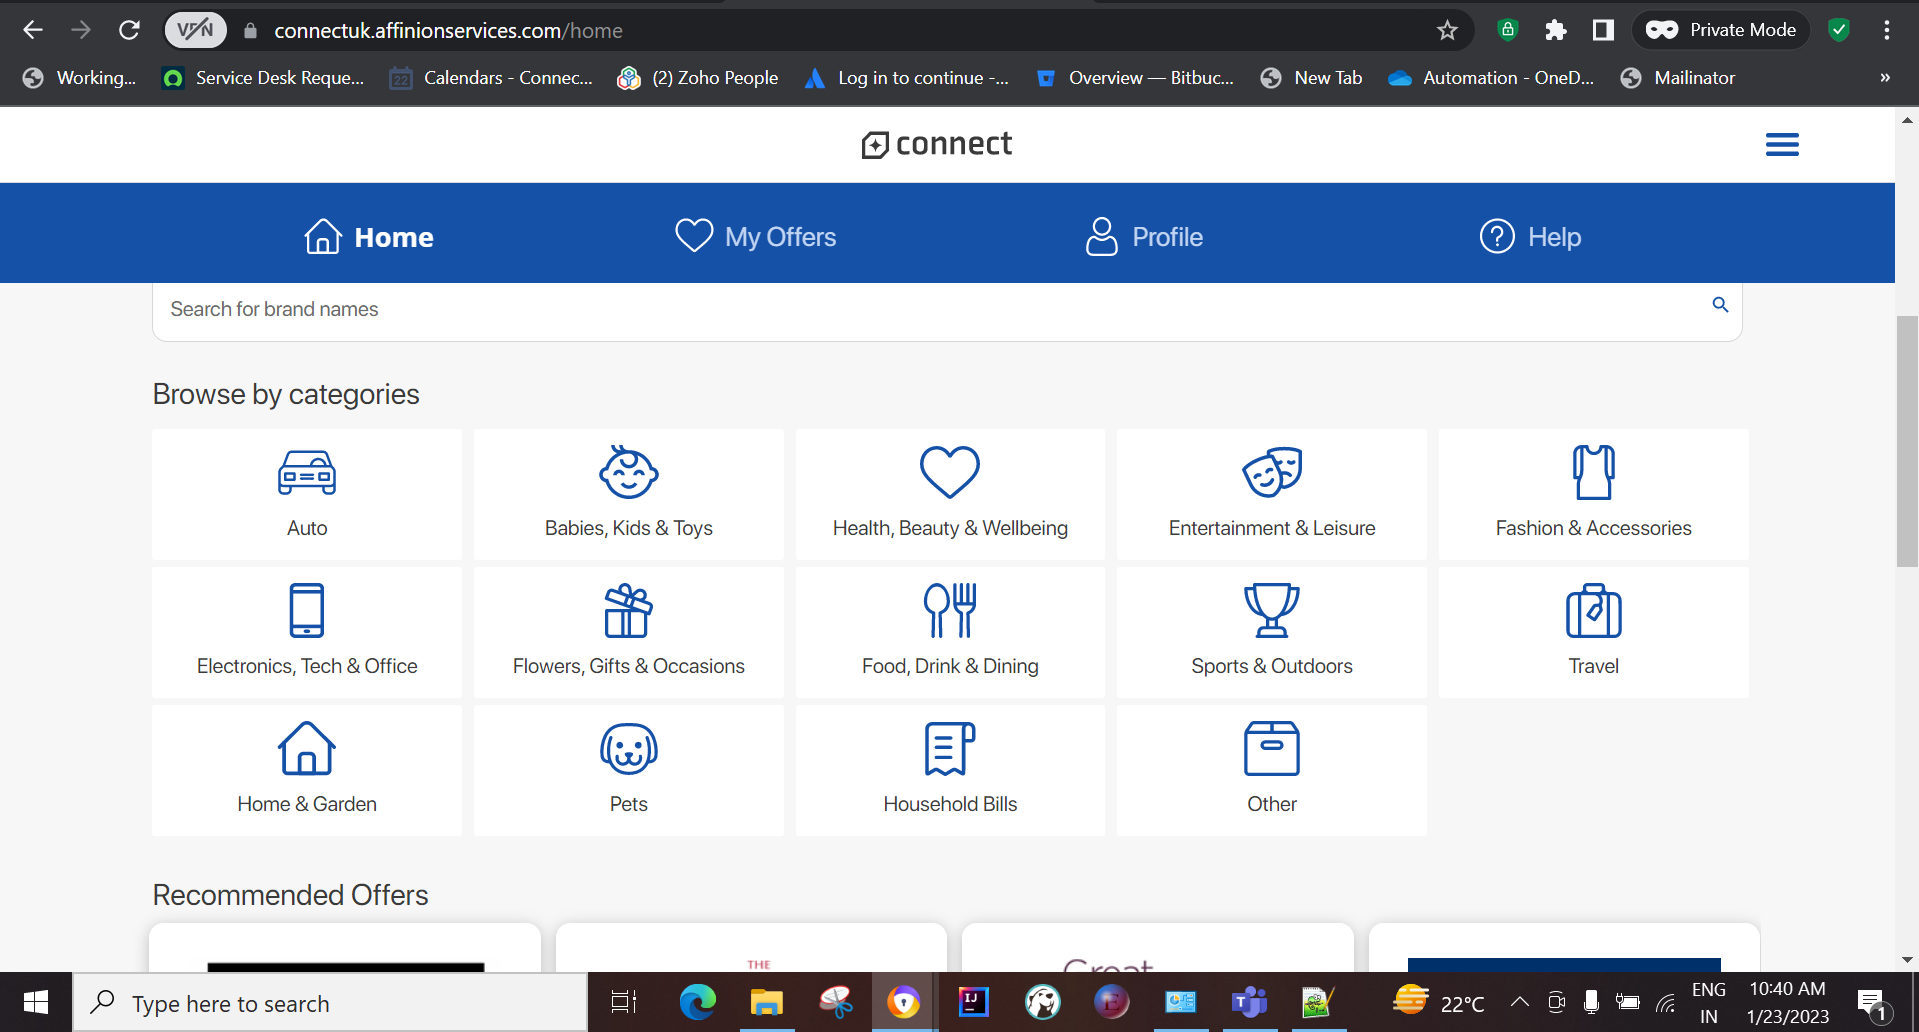 VPN
connectuk.affinionservices.com/home
Private Mode
Working...
Service Desk Reque...
22
Calendars - Connec...
(2) Zoho People
Log in to continue -...
Overview — Bitbuc...
New Tab
Automation - OneD...
Mailinator
»
connect
Home
My Offers
Profile
Help
Search for brand names
Browse by categories
Auto
Babies, Kids & Toys
Health, Beauty & Wellbeing
Entertainment & Leisure
Fashion & Accessories
Electronics, Tech & Office
Flowers, Gifts & Occasions
Food, Drink & Dining
Sports & Outdoors
Travel
Home & Garden
Pets
Household Bills
Other
Recommended Offers
THE
Great
Type here to search
IJ
E
T
22°C
ENG
IN
10:40 AM
1/23/2023
1